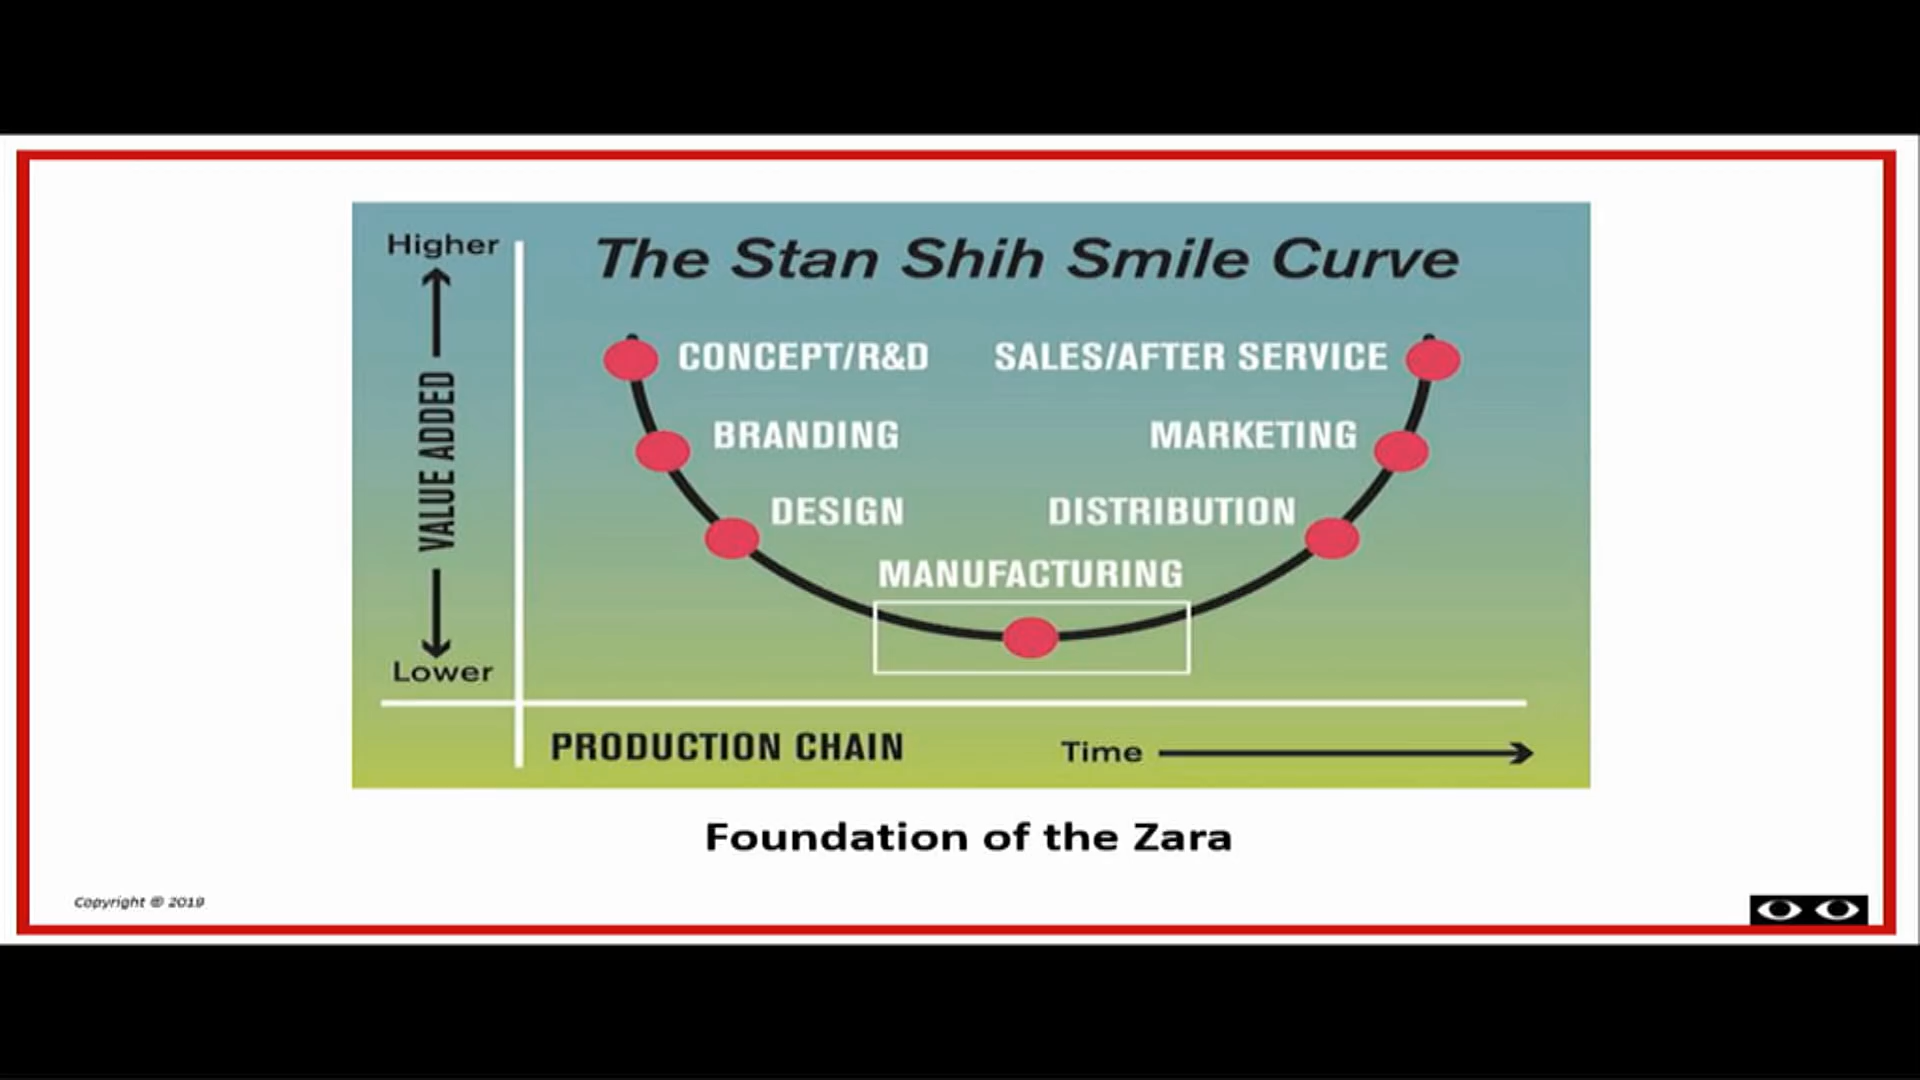 The Stan Shih Smile Curve
Higher
VALUE ADDED
Lower
CONCEPT/R&D
SALES/AFTER SERVICE
BRANDING
MARKETING
DESIGN
DISTRIBUTION
MANUFACTURING
PRODUCTION CHAIN
Time
Foundation of the Zara
Copyright © 2019